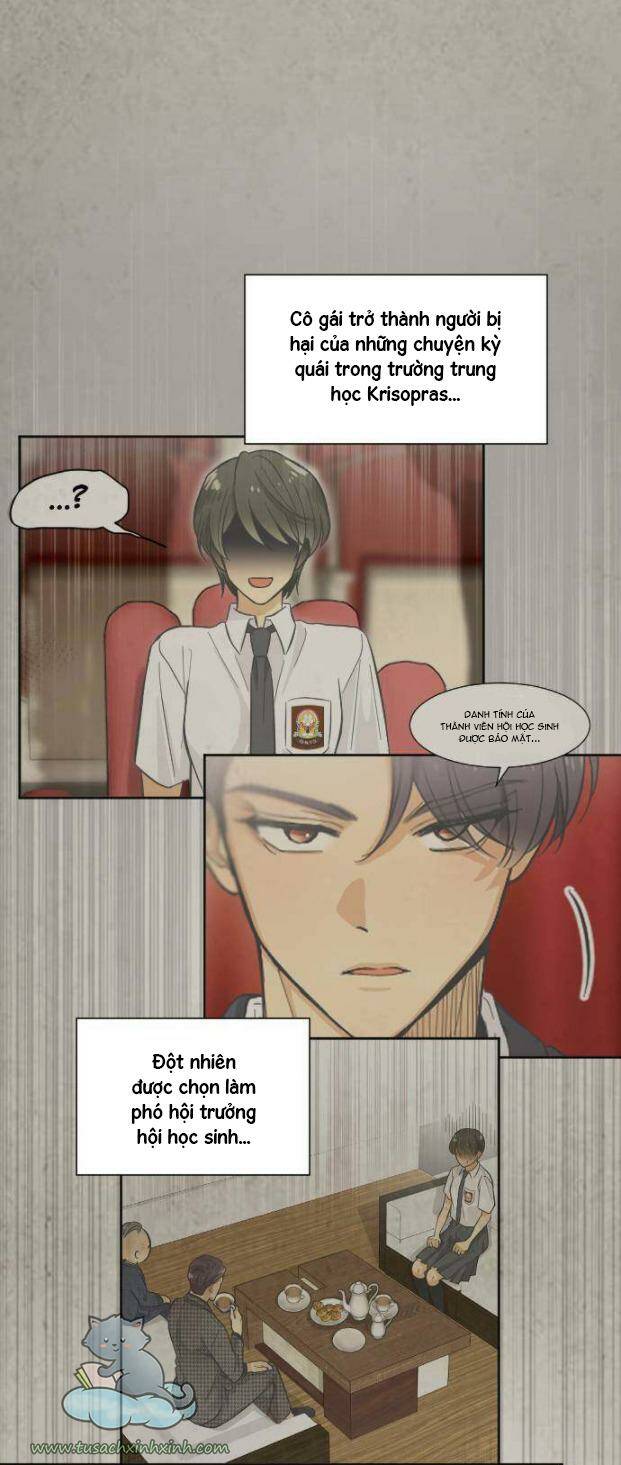 Cô gái trở thành người bị
hại của những chuyện kỳ
quái trong trường trung
học Krisopras...
...?
DANH TÍNH CỦA
THÀNH VIÊN HỘI HỌC SINH
ĐƯỢC BẢO MẬT...
Đột nhiên
được chọn làm
phó hội trưởng
hội học sinh...
www.tusachxinhxinh.com